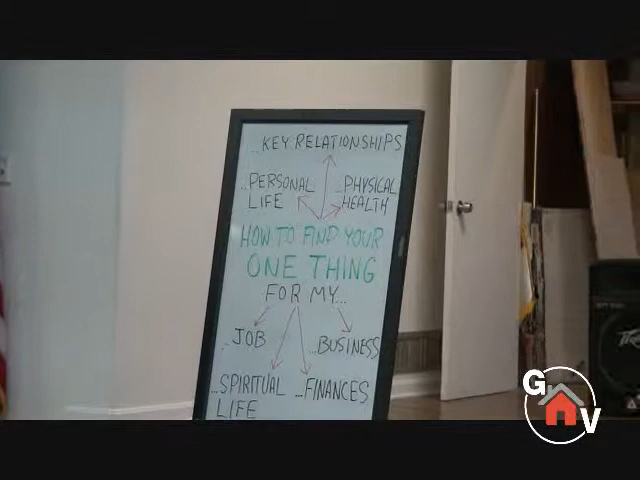 ...KEY RELATIONSHIPS
...PERSONAL
LIFE
...PHYSICAL
HEALTH
HOW TO FIND YOUR
ONE THING
FOR MY...
...JOB
...BUSINESS
...SPIRITUAL
LIFE
...FINANCES
G
V